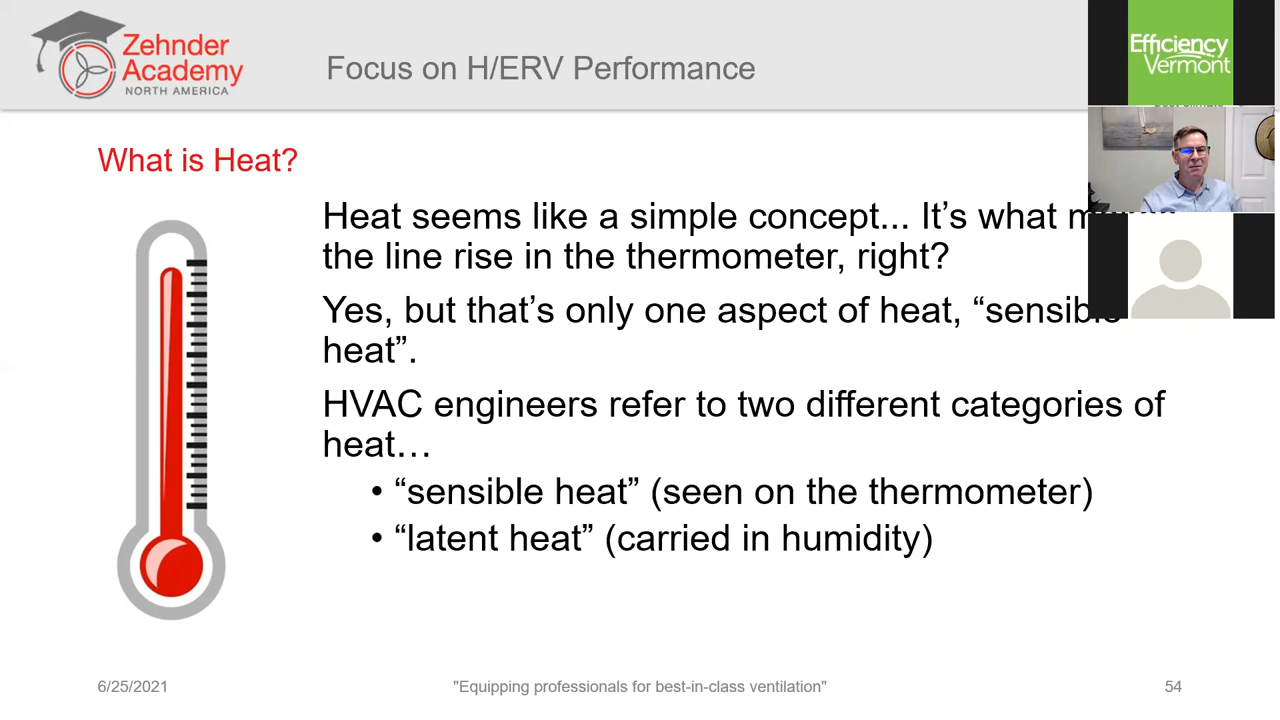 Zehnder
Academy
NORTH AMERICA
Focus on H/ERV Performance
Efficiency
Vermont
What is Heat?
Heat seems like a simple concept... It’s what
the line rise in the thermometer, right?
Yes, but that’s only one aspect of heat, “sensible
heat”.
HVAC engineers refer to two different categories of
heat…
• “sensible heat” (seen on the thermometer)
• “latent heat” (carried in humidity)
6/25/2021
"Equipping professionals for best-in-class ventilation"
54